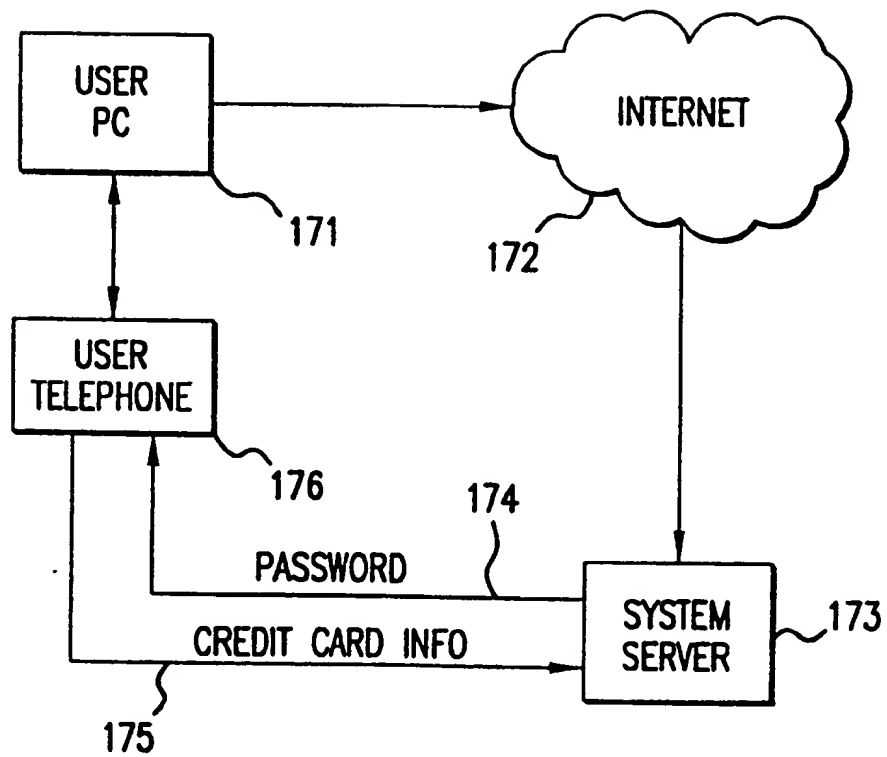 USER
PC
INTERNET
171
172
USER
TELEPHONE
176
174
PASSWORD
SYSTEM
SERVER
173
CREDIT CARD INFO
175